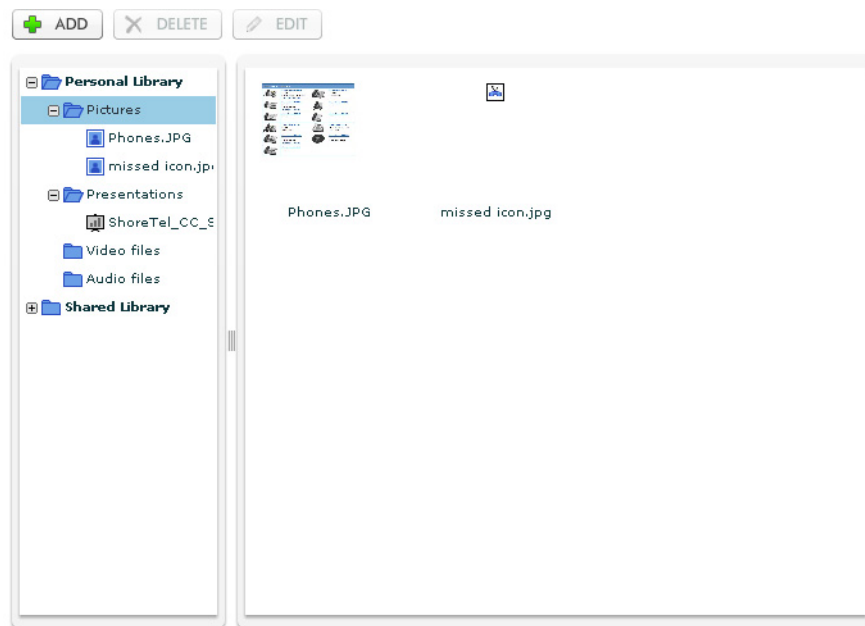 ADD DELETE EDIT
Personal Library
Pictures
Phones.JPG
missed icon.jp
Presentations
ShoreTel_CC_S
Video files
Audio files
Shared Library
Phones.JPG missed icon.jpg